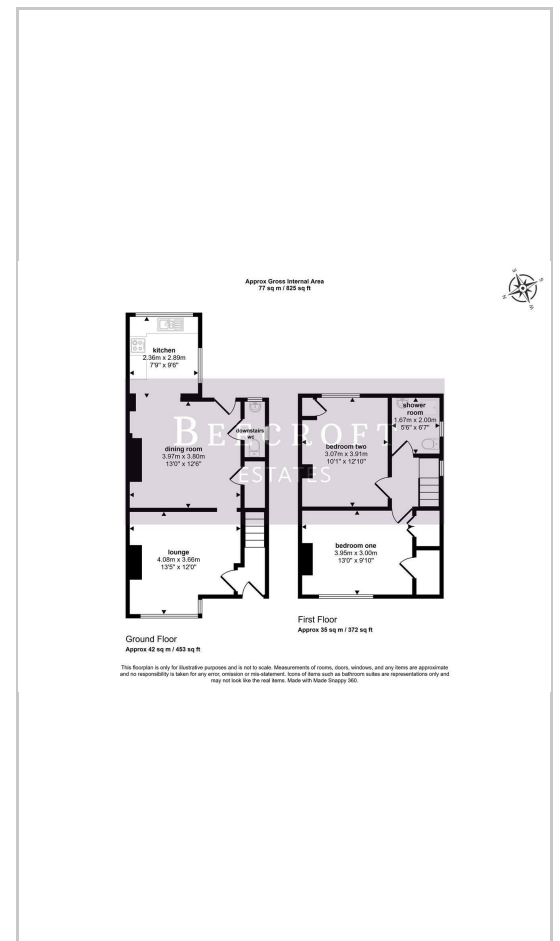 Approx Gross Internal Area
77 sq m / 825 sq ft
S
E
N
W
kitchen
2.36m x 2.89m
7'9" x 9'6"
dining room
3.97m x 3.80m
13'0" x 12'6"
downstairs
wc
lounge
4.08m x 3.66m
13'5" x 12'0"
shower
room
1.67m x 2.00m
5'6" x 6'7"
bedroom two
3.07m x 3.91m
10'1" x 12'10"
bedroom one
3.95m x 3.00m
13'0" x 9'10"
BEECROFT
ESTATES
Ground Floor
Approx 42 sq m / 453 sq ft
First Floor
Approx 35 sq m / 372 sq ft
This floorplan is only for illustrative purposes and is not to scale. Measurements of rooms, doors, windows, and any items are approximate
and no responsibility is taken for any error, omission or mis-statement. Icons of items such as bathroom suites are representations only and
may not look like the real items. Made with Made Snappy 360.